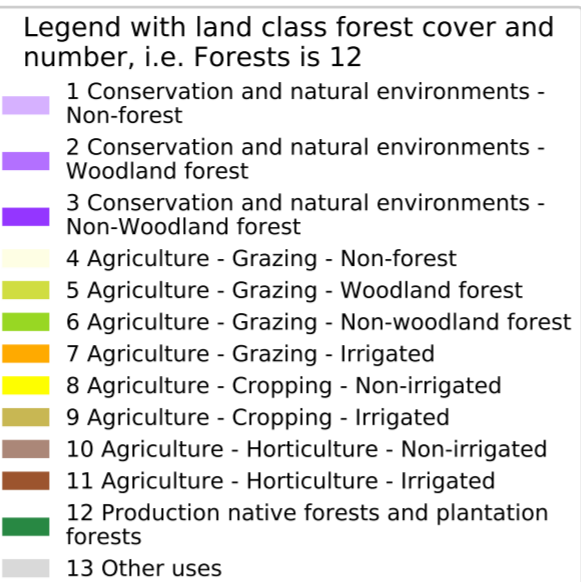 Legend with land class forest cover and
number, i.e. Forests is 12
1 Conservation and natural environments -
Non-forest
2 Conservation and natural environments -
Woodland forest
3 Conservation and natural environments -
Non-Woodland forest
4 Agriculture - Grazing - Non-forest
5 Agriculture - Grazing - Woodland forest
6 Agriculture - Grazing - Non-woodland forest
7 Agriculture - Grazing - Irrigated
8 Agriculture - Cropping - Non-irrigated
9 Agriculture - Cropping - Irrigated
10 Agriculture - Horticulture - Non-irrigated
11 Agriculture - Horticulture - Irrigated
12 Production native forests and plantation
forests
13 Other uses